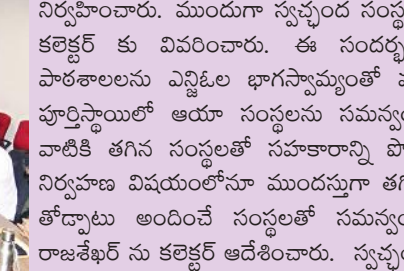 నిర్వహించారు. ముందుగా స్వచ్ఛంద సంస్థ
కలెక్టర్ కు వివరించారు. ఈ సందర్భ
పాఠశాలలను ఎన్జిఓల భాగస్వామ్యంతో
పూర్తిస్థాయిలో ఆయా సంస్థలను సమన్వ
వాటికి తగిన సంస్థలతో సహకారాన్ని పొ
నిర్వహణ విషయంలోనూ ముందస్తుగా తగి
తోడ్పాటు అందించే సంస్థలతో సమన్వ
రాజశేఖర్ ను కలెక్టర్ ఆదేశించారు. స్వచ్ఛం